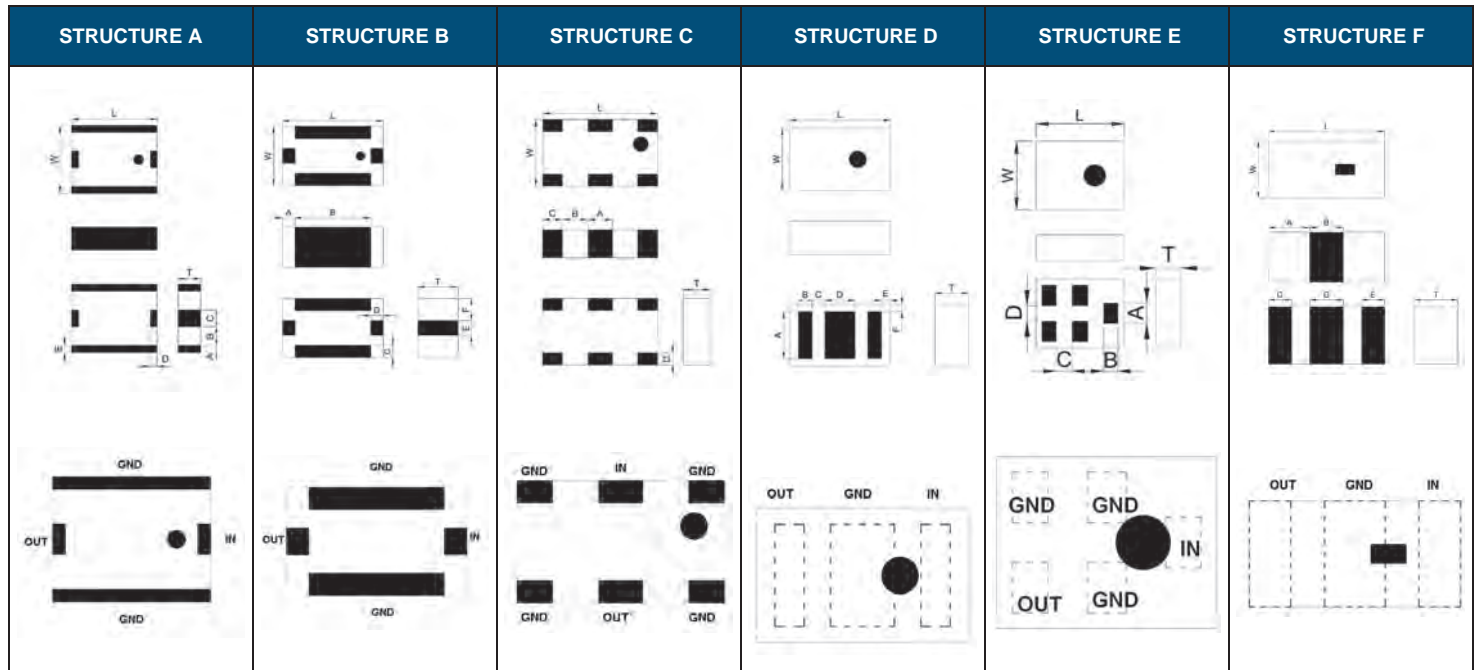 STRUCTURE A
STRUCTURE B
STRUCTURE C
STRUCTURE D
STRUCTURE E
STRUCTURE F
L
W
T
C
B
A
E
D
GND
OUT
IN
GND
L
W
A B
T
D
F
E
C
GND
OUT
IN
GND
L
W
C B A
T
D
GND IN GND
GND OUT GND
L
W
B C D E
T
A
F
OUT GND IN
L
W
T
D
A
C B
GND GND
IN
OUT GND
L
W
A B
C D E
T
OUT GND IN